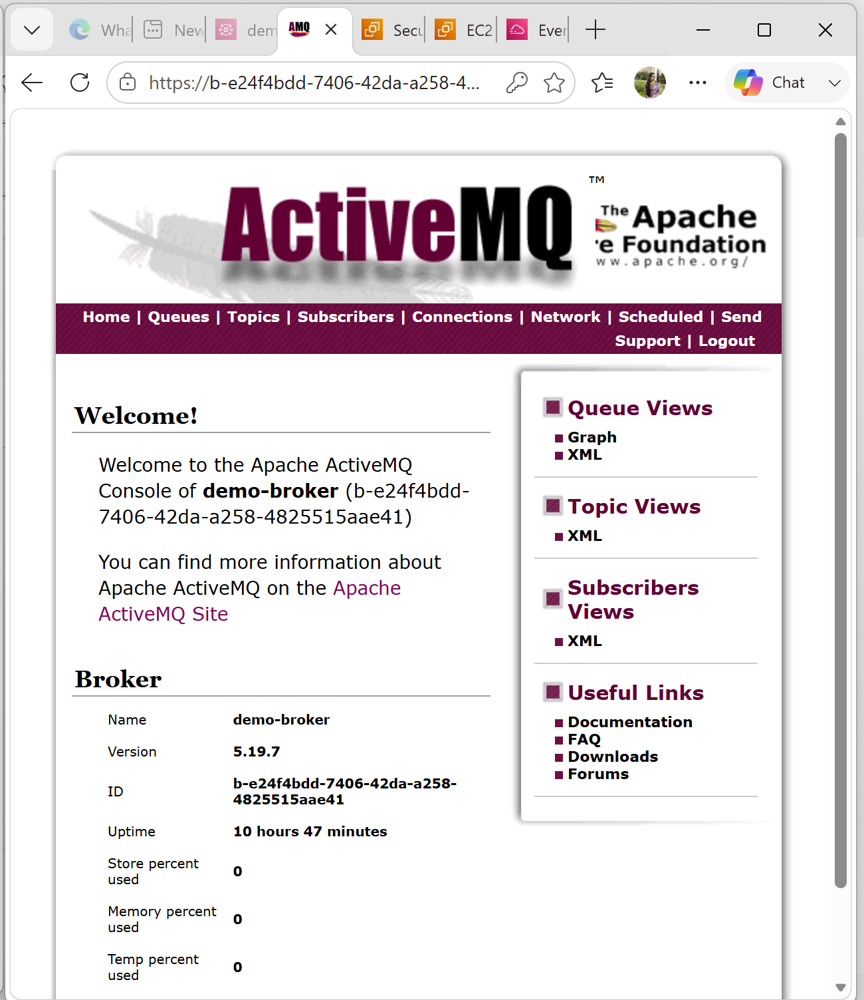 Wha
New
dem
AMQ
Secu
EC2
Ever
https://b-e24f4bdd-7406-42da-a258-4...
Chat
ActiveMQ
™
The Apache
re Foundation
ww.apache.org/
Home | Queues | Topics | Subscribers | Connections | Network | Scheduled | Send
Support | Logout
Welcome!
Welcome to the Apache ActiveMQ
Console of demo-broker (b-e24f4bdd-
7406-42da-a258-4825515aae41)
You can find more information about
Apache ActiveMQ on the Apache
ActiveMQ Site
Broker
Name demo-broker
Version 5.19.7
ID b-e24f4bdd-7406-42da-a258-
4825515aae41
Uptime 10 hours 47 minutes
Store percent
used 0
Memory percent
used 0
Temp percent
used 0
Queue Views
Graph
XML
Topic Views
XML
Subscribers
Views
XML
Useful Links
Documentation
FAQ
Downloads
Forums